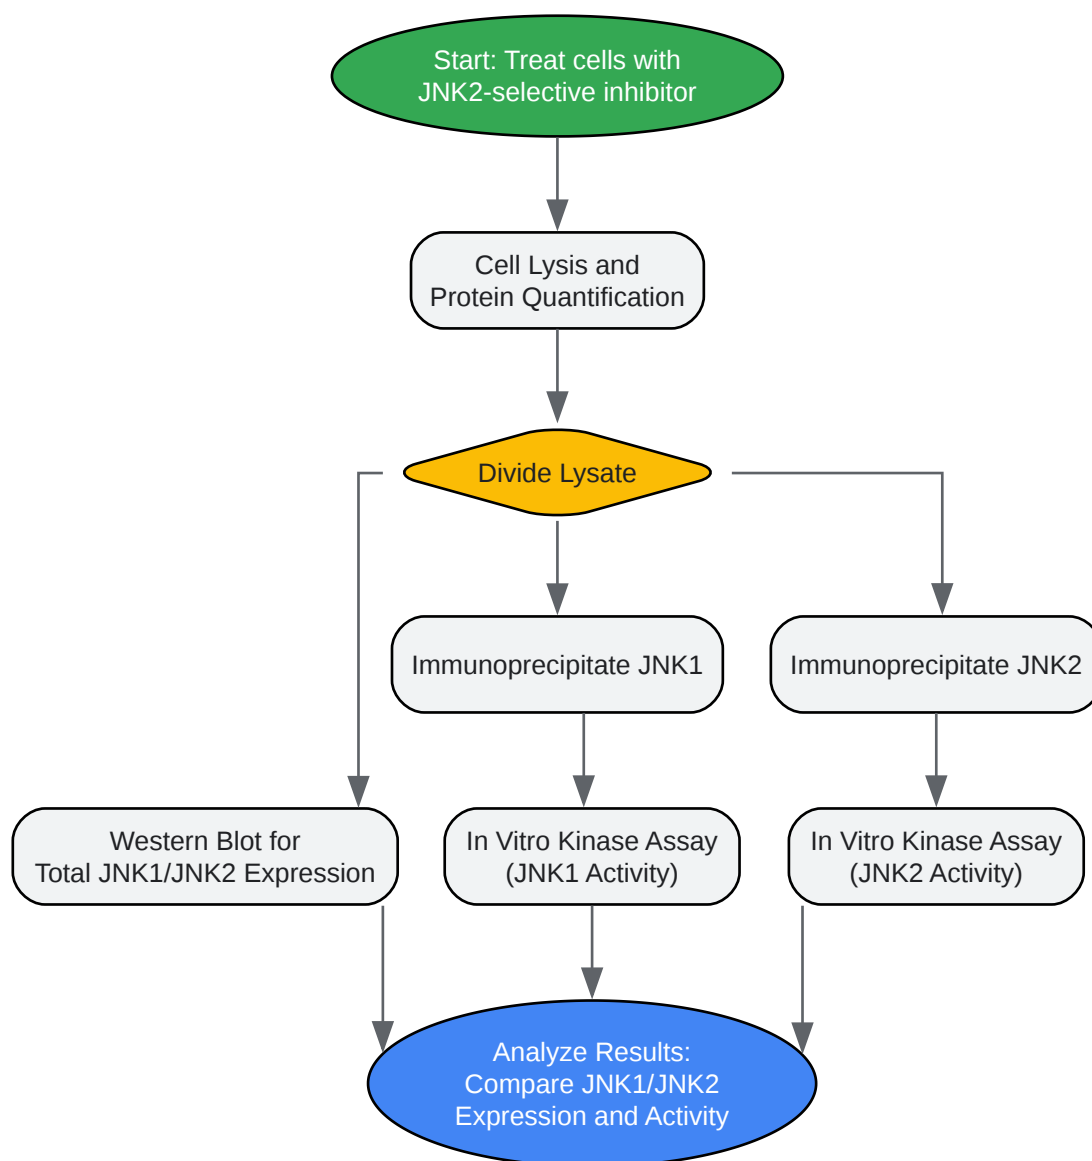 Start: Treat cells with
JNK2-selective inhibitor
Cell Lysis and
Protein Quantification
Divide Lysate
Immunoprecipitate JNK1
Immunoprecipitate JNK2
Western Blot for
Total JNK1/JNK2 Expression
In Vitro Kinase Assay
(JNK1 Activity)
In Vitro Kinase Assay
(JNK2 Activity)
Analyze Results:
Compare JNK1/JNK2
Expression and Activity